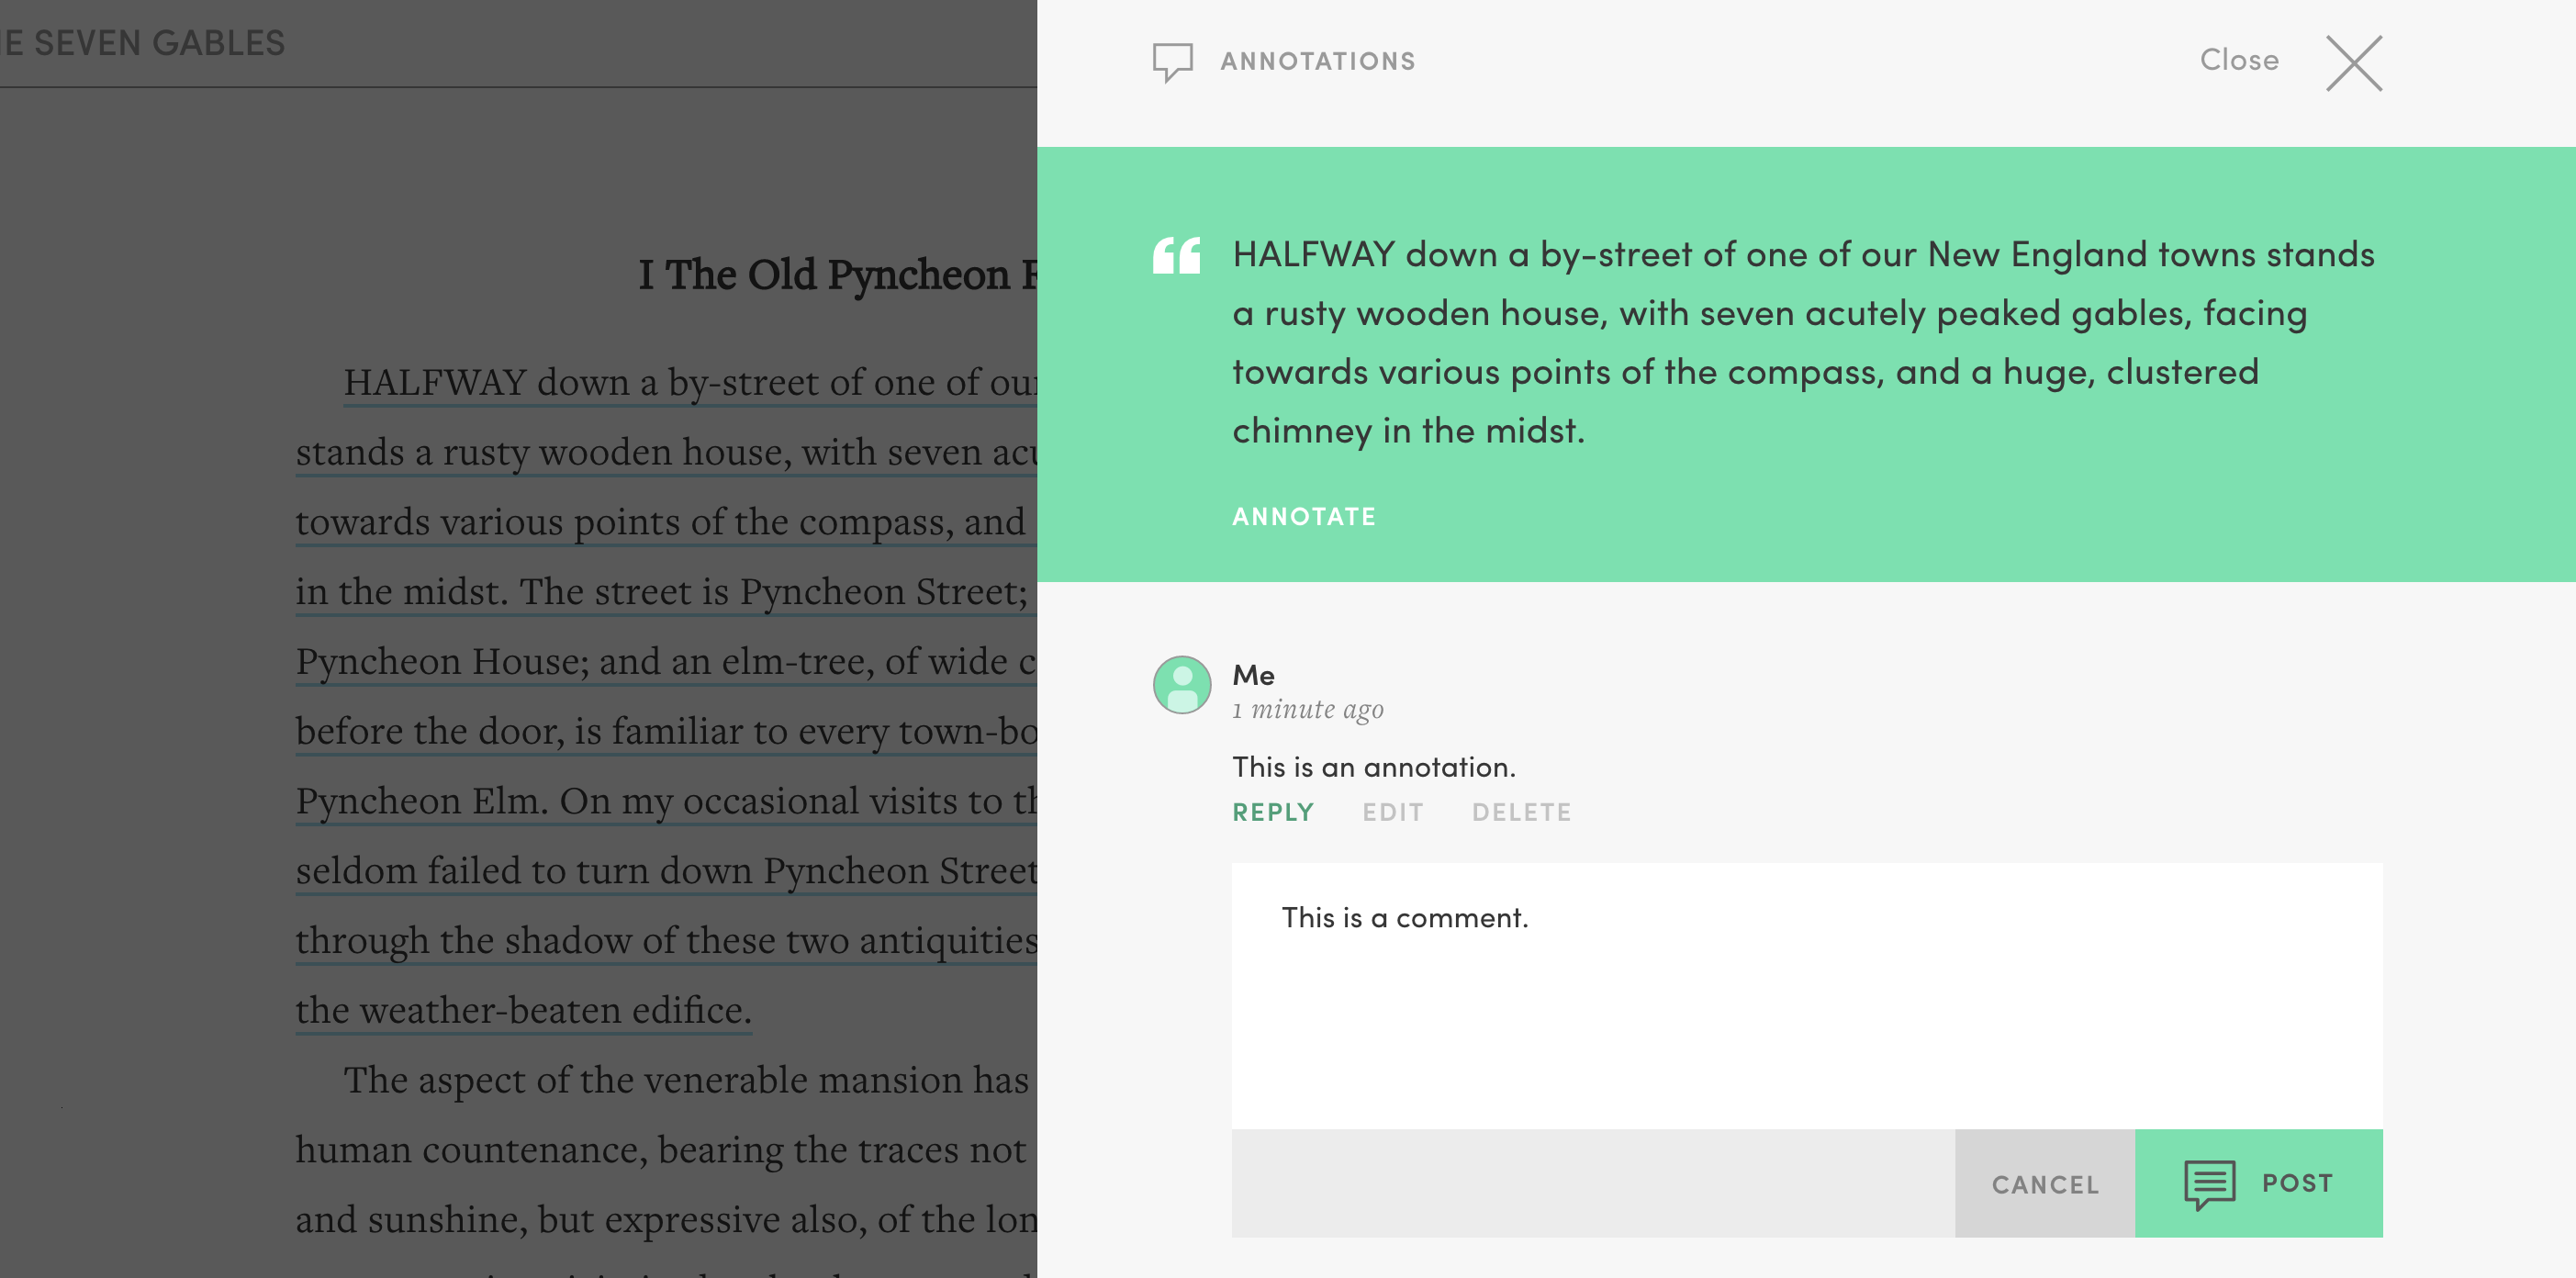 E SEVEN GABLES
I The Old Pyncheon
HALFWAY down a by-street of one of our
stands a rusty wooden house, with seven acu
towards various points of the compass, and
in the midst. The street is Pyncheon Street;
Pyncheon House; and an elm-tree, of wide c
before the door, is familiar to every town-bo
Pyncheon Elm. On my occasional visits to th
seldom failed to turn down Pyncheon Street
through the shadow of these two antiquities
the weather-beaten edifice.
The aspect of the venerable mansion has
human countenance, bearing the traces not
and sunshine, but expressive also, of the lon
ANNOTATIONS
Close
HALFWAY down a by-street of one of our New England towns stands
a rusty wooden house, with seven acutely peaked gables, facing
towards various points of the compass, and a huge, clustered
chimney in the midst.
ANNOTATE
Me
1 minute ago
This is an annotation.
REPLY EDIT DELETE
This is a comment.
CANCEL POST